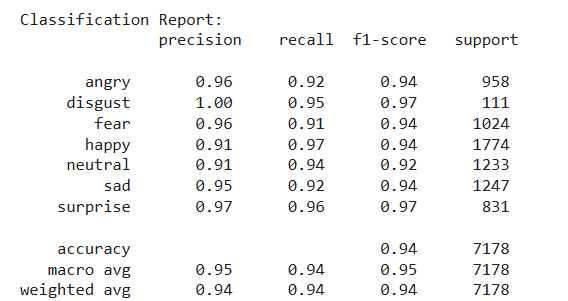 Classification Report:
precision recall f1-score support
angry 0.96 0.92 0.94 958
disgust 1.00 0.95 0.97 111
fear 0.96 0.91 0.94 1024
happy 0.91 0.97 0.94 1774
neutral 0.91 0.94 0.92 1233
sad 0.95 0.92 0.94 1247
surprise 0.97 0.96 0.97 831
accuracy 0.94 7178
macro avg 0.95 0.94 0.95 7178
weighted avg 0.94 0.94 0.94 7178